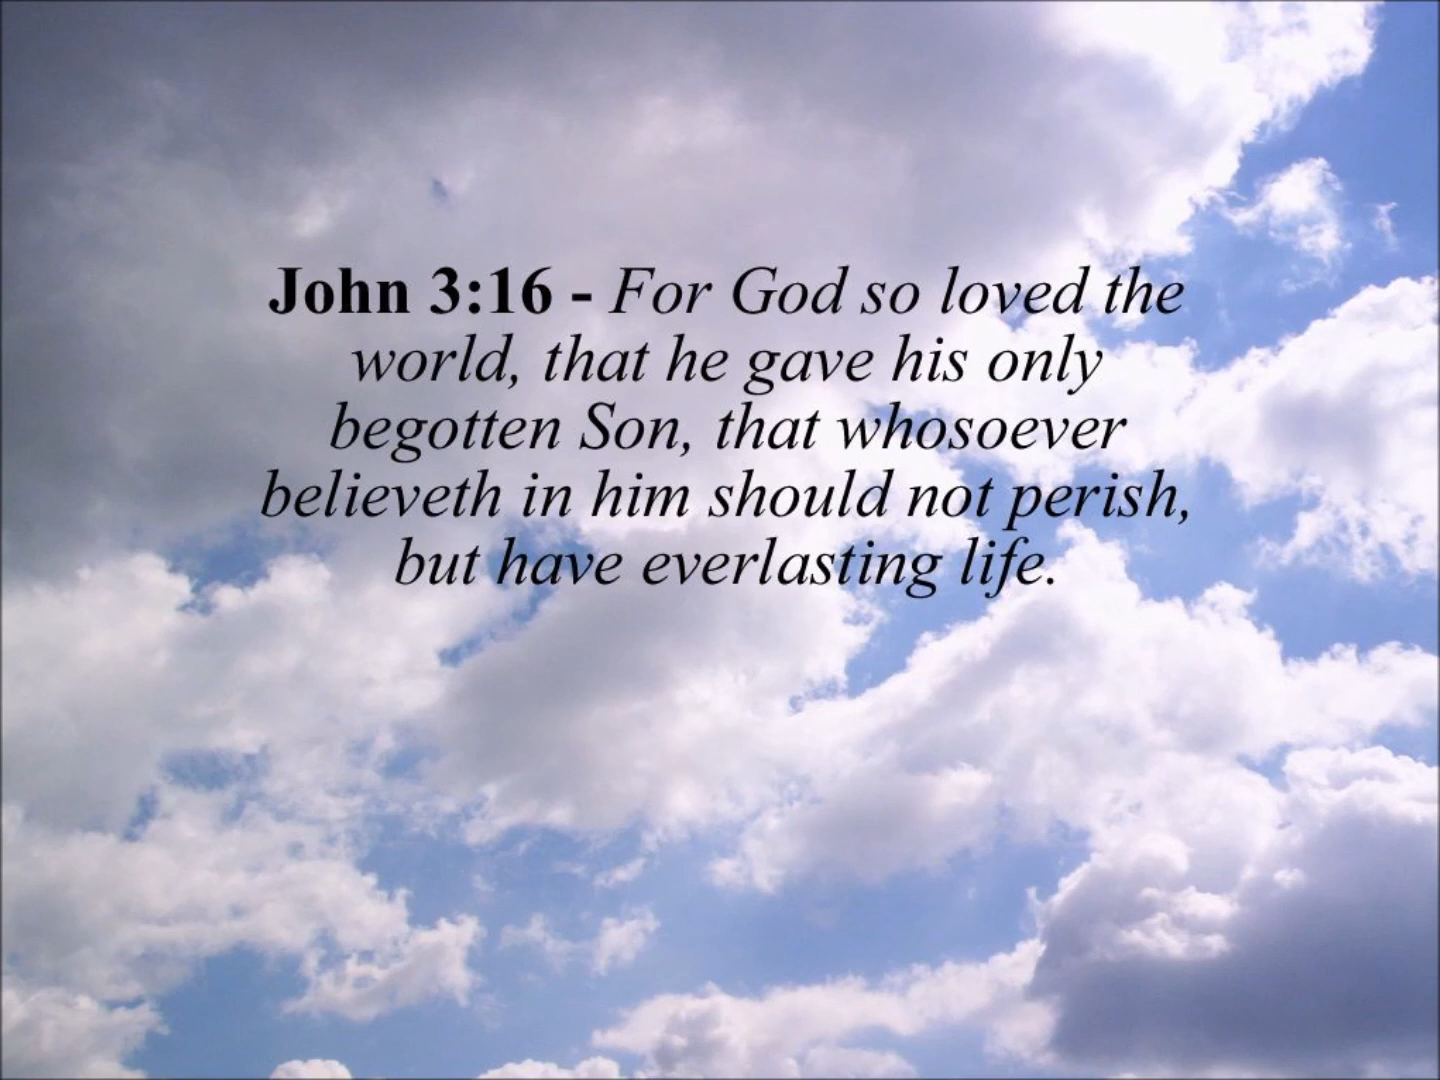 John 3:16 - For God so loved the
world, that he gave his only
begotten Son, that whosoever
believeth in him should not perish,
but have everlasting life.